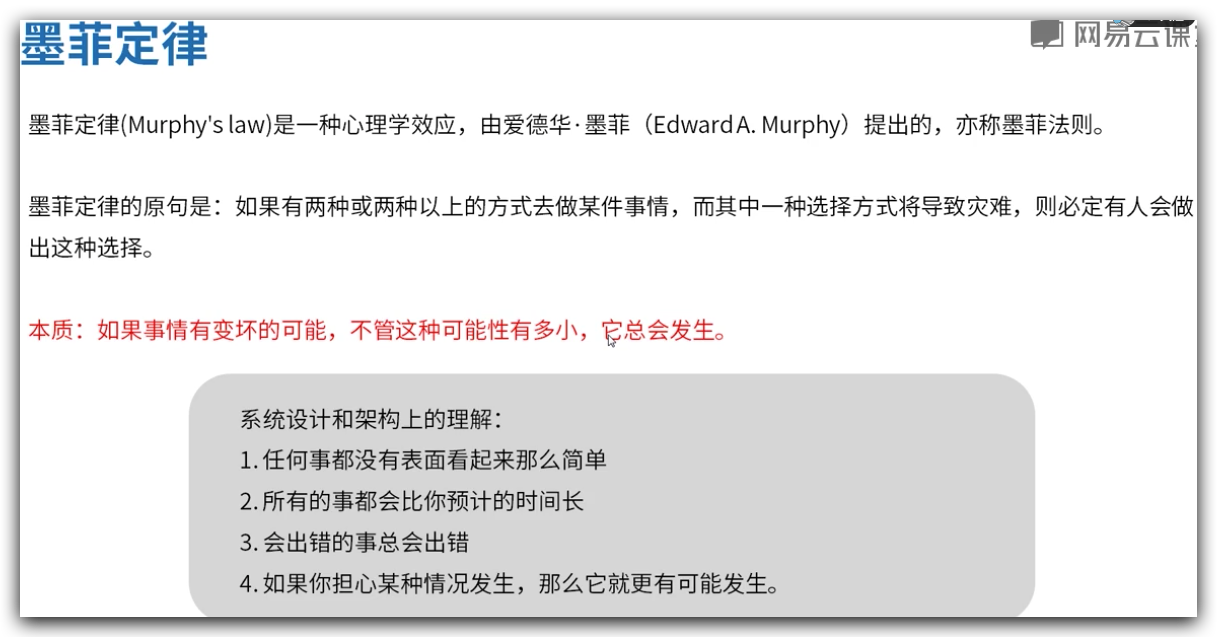 墨菲定律
网易云课
墨菲定律(Murphy's law)是一种心理学效应，由爱德华·墨菲（Edward A. Murphy）提出的，亦称墨菲法则。
墨菲定律的原句是：如果有两种或两种以上的方式去做某件事情，而其中一种选择方式将导致灾难，则必定有人会做
出这种选择。
本质：如果事情有变坏的可能，不管这种可能性有多小，它总会发生。
系统设计和架构上的理解：
1. 任何事都没有表面看起来那么简单
2. 所有的事都会比你预计的时间长
3. 会出错的事总会出错
4. 如果你担心某种情况发生，那么它就更有可能发生。